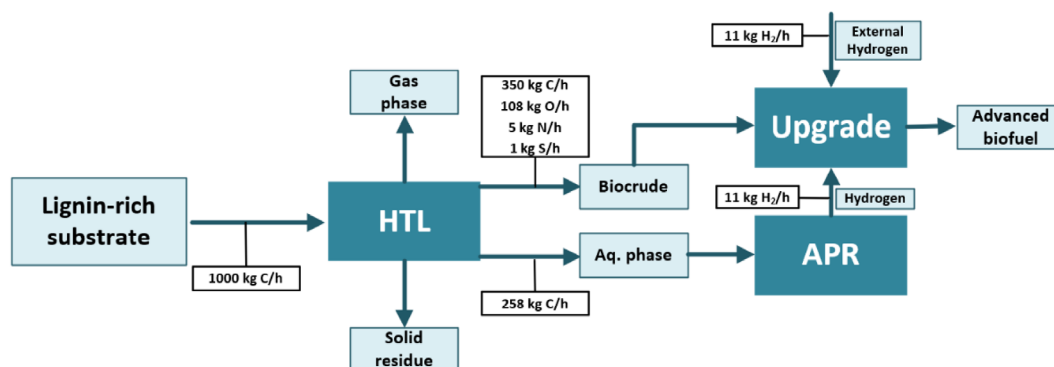 11 kg H₂/h
External
Hydrogen
Gas
phase
350 kg C/h
108 kg O/h
5 kg N/h
1 kg S/h
Upgrade
Advanced
biofuel
Lignin-rich
substrate
HTL
Biocrude
11 kg H₂/h
Hydrogen
1000 kg C/h
Aq. phase
APR
258 kg C/h
Solid
residue